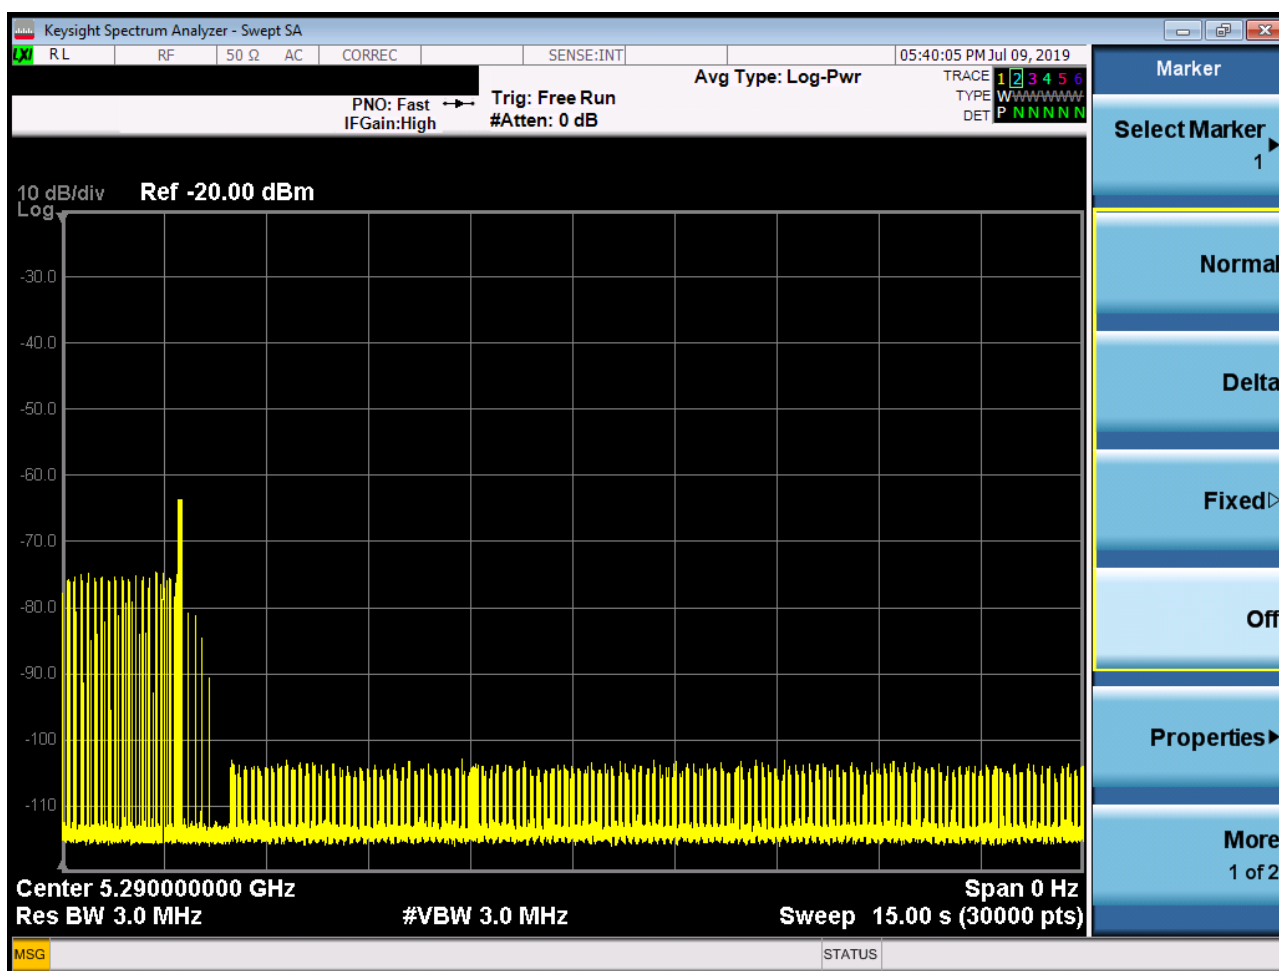 Keysight Spectrum Analyzer - Swept SA
LXI RL RF 50 Ω AC CORREC SENSE:INT 05:40:05 PM Jul 09, 2019
Avg Type: Log-Pwr
TRACE 1 2 3 4 5 6
TYPE WWWWWW
DET P N N N N N
PNO: Fast
IFGain:High
Trig: Free Run
#Atten: 0 dB
10 dB/div
Log
Ref -20.00 dBm
-30.0
-40.0
-50.0
-60.0
-70.0
-80.0
-90.0
-100
-110
Center 5.290000000 GHz
Span 0 Hz
Res BW 3.0 MHz
#VBW 3.0 MHz
Sweep 15.00 s (30000 pts)
MSG
STATUS
Marker
Select Marker
1
Normal
Delta
Fixed
Off
Properties
More
1 of 2